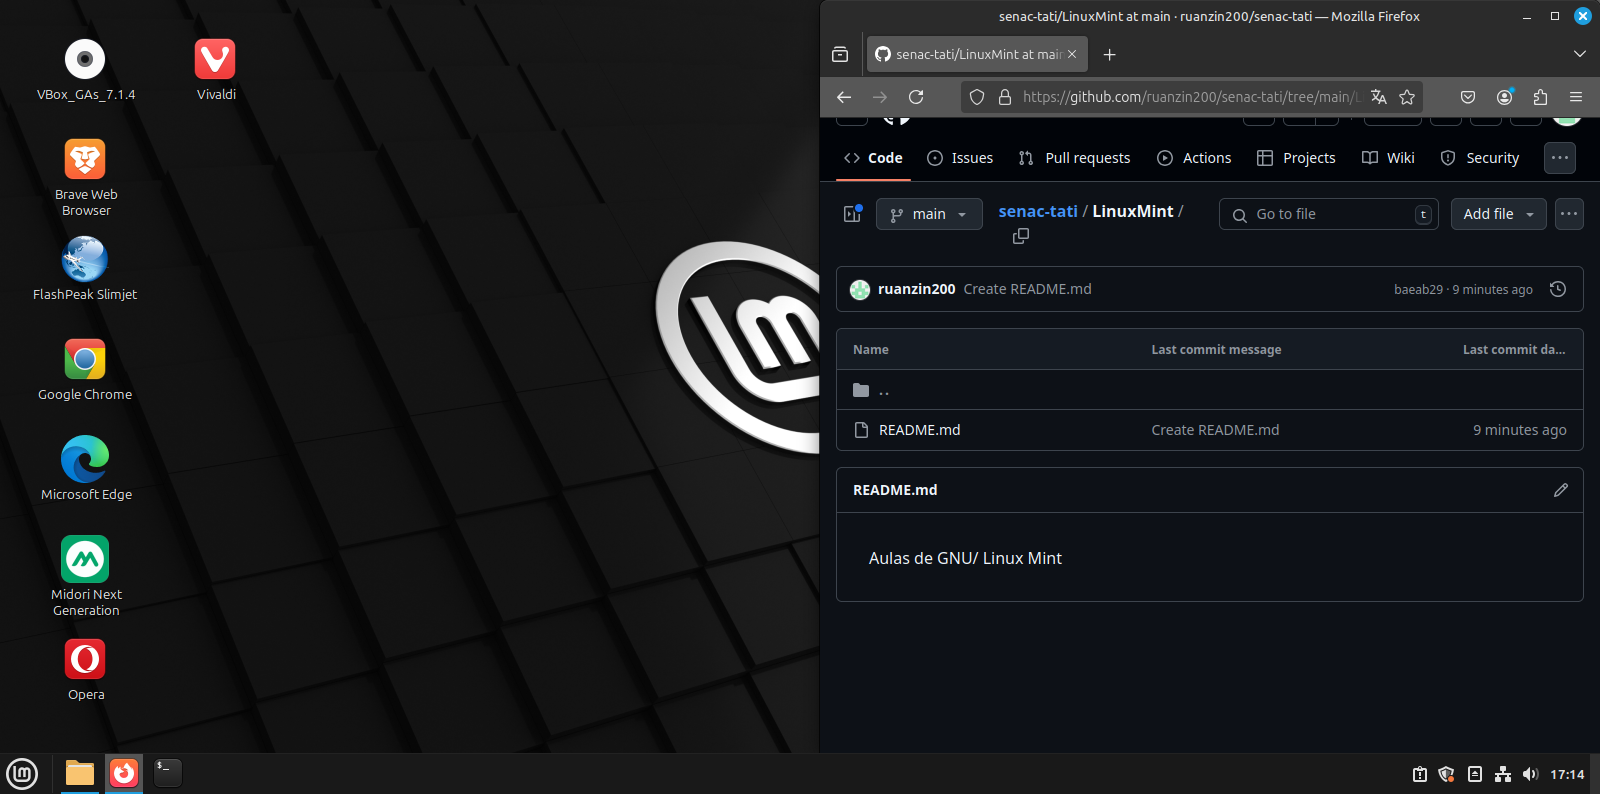 VBox_GAs_7.1.4
Vivaldi
Brave Web
Browser
FlashPeak Slimjet
Google Chrome
Microsoft Edge
Midori Next
Generation
Opera
senac-tati/LinuxMint at main · ruanzin200/senac-tati — Mozilla Firefox
senac-tati/LinuxMint at main
https://github.com/ruanzin200/senac-tati/tree/main/L
Code
Issues
Pull requests
Actions
Projects
Wiki
Security
main
senac-tati / LinuxMint /
Go to file
t
Add file
ruanzin200 Create README.md
baeab29 · 9 minutes ago
Name
Last commit message
Last commit da...
..
README.md
Create README.md
9 minutes ago
README.md
Aulas de GNU/ Linux Mint
$_
17:14